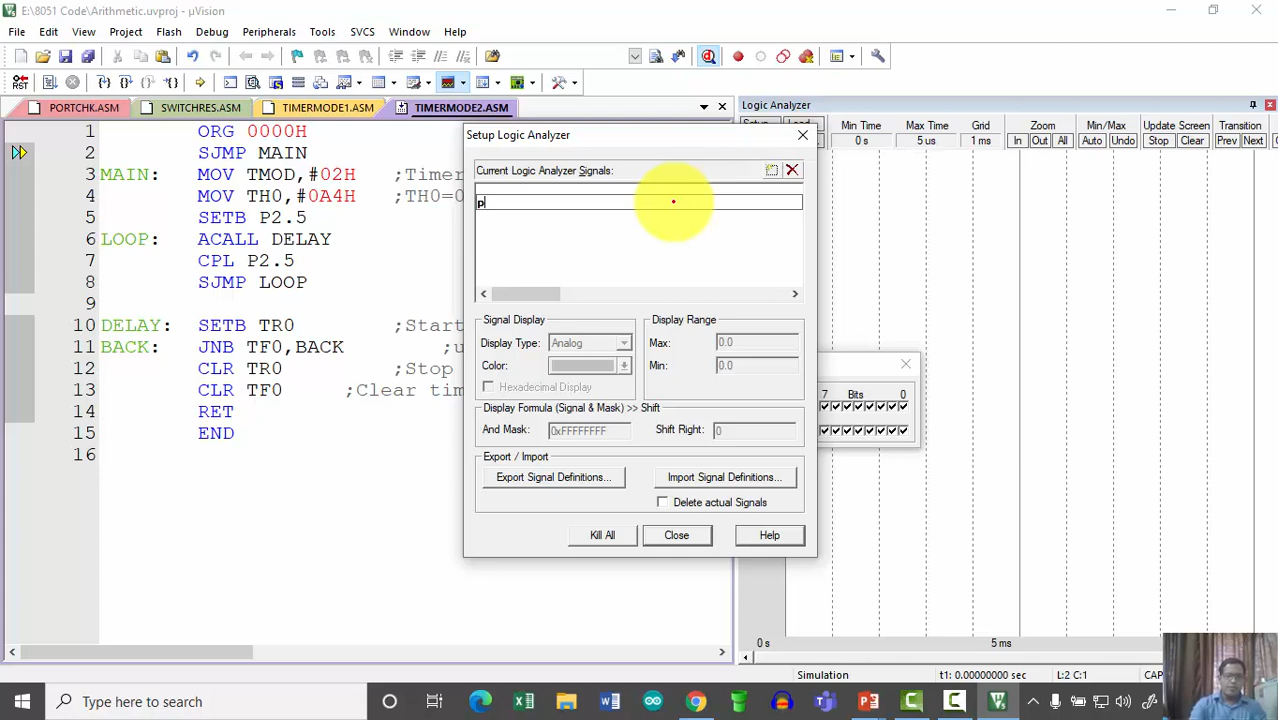 E:\8051 Code\Arithmetic.uvproj - µVision
File Edit View Project Flash Debug Peripherals Tools SVCS Window Help
PORTCHK.ASM SWITCHRES.ASM TIMERMODE1.ASM TIMERMODE2.ASM
1 ORG 0000H
2 SJMP MAIN
3 MAIN: MOV TMOD,#02H ;Timer
4 MOV TH0,#0A4H ;TH0=0
5 SETB P2.5
6 LOOP: ACALL DELAY
7 CPL P2.5
8 SJMP LOOP
9
10 DELAY: SETB TR0 ;Start
11 BACK: JNB TF0,BACK ;u
12 CLR TR0 ;Stop
13 CLR TF0 ;Clear tim
14 RET
15 END
16
Setup Logic Analyzer
Current Logic Analyzer Signals:
p
Signal Display
Display Type: Analog
Color:
Hexadecimal Display
Display Range
Max: 0.0
Min: 0.0
Display Formula (Signal & Mask) >> Shift
And Mask: 0xFFFFFFFF Shift Right: 0
Export / Import
Export Signal Definitions... Import Signal Definitions...
Delete actual Signals
Kill All Close Help
7 Bits 0
Logic Analyzer
Min Time Max Time Grid Zoom Min/Max Update Screen Transition
0 s 5 us 1 ms In Out All Auto Undo Stop Clear Prev Next
0 s 5 ms
Simulation t1: 0.00000000 sec L:2 C:1
Type here to search